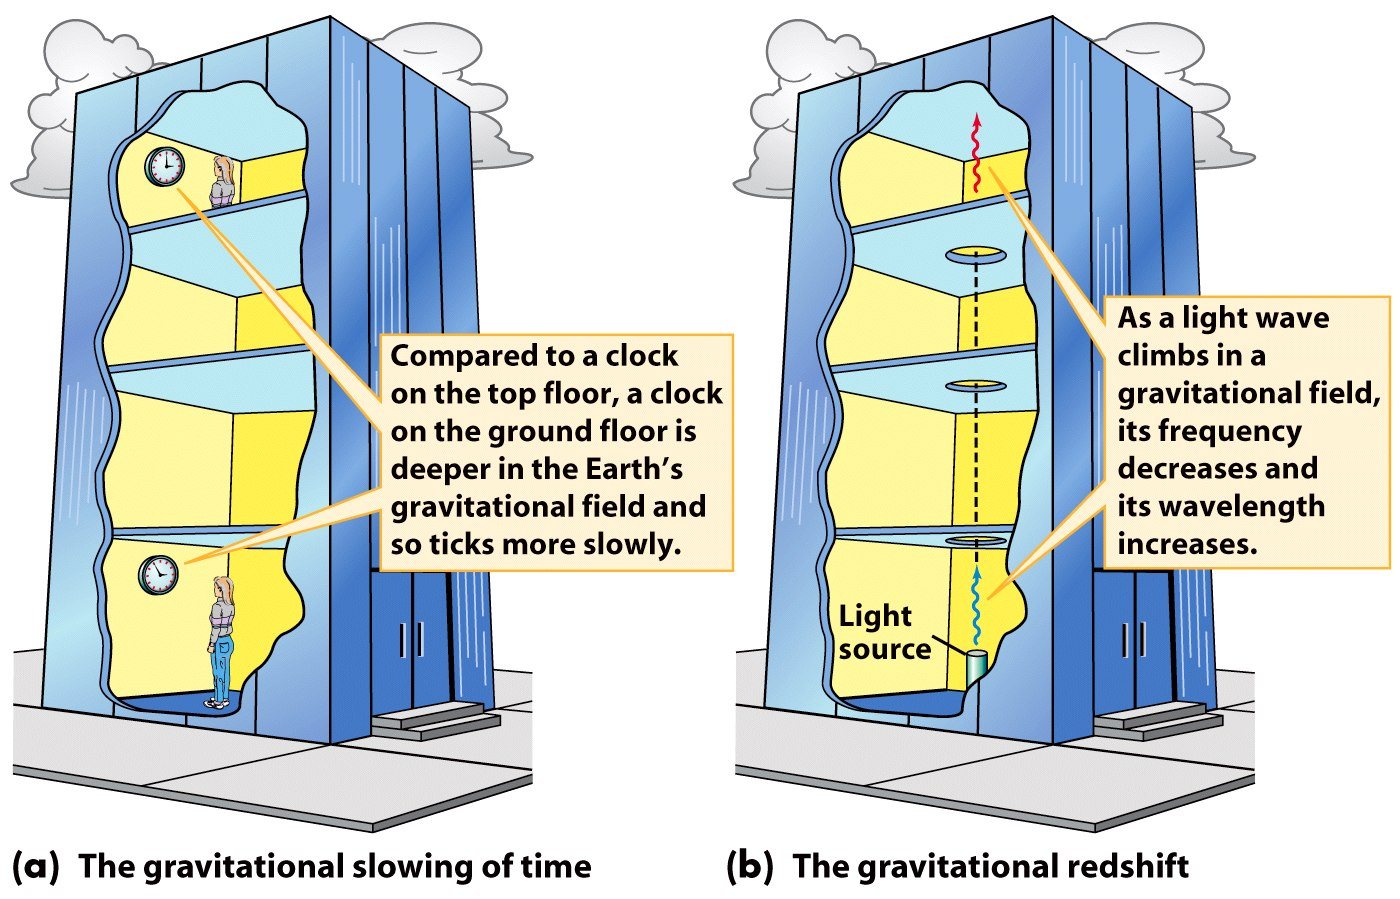 Compared to a clock
on the top floor, a clock
on the ground floor is
deeper in the Earth's
gravitational field and
so ticks more slowly.
(a) The gravitational slowing of time
As a light wave
climbs in a
gravitational field,
its frequency
decreases and
its wavelength
increases.
Light
source
(b) The gravitational redshift